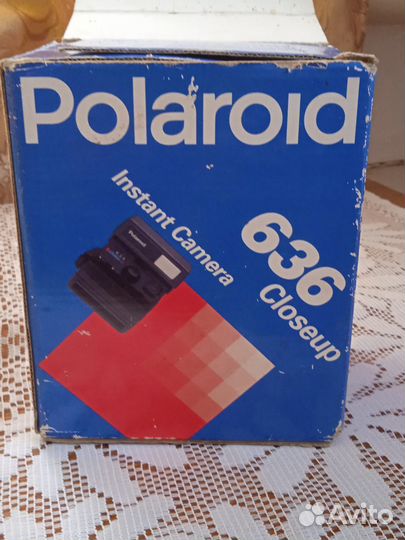 Polaroid
Instant Camera
636
Closeup
Polaroid
Avito